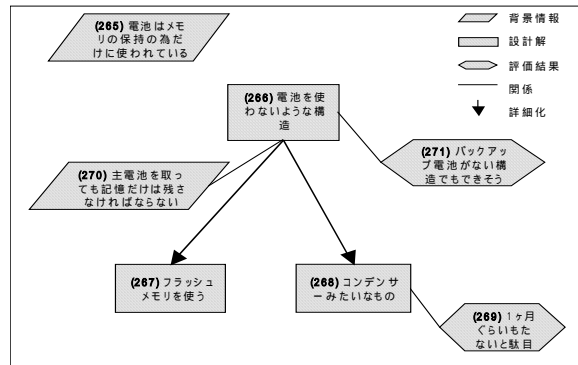 (265) 電池はメモ
リの保持の為だ
けに使われている
背景情報
設計解
評価結果
関係
詳細化
(266) 電池を使
わないような構
造
(270) 主電池を取っ
ても記憶だけは残さ
なければならない
(271) バックアッ
プ電池がない構
造でもできそう
(267) フラッシュ
メモリを使う
(268) コンデンサ
ーみたいなもの
(269) 1ヶ月
ぐらいもた
ないと駄目